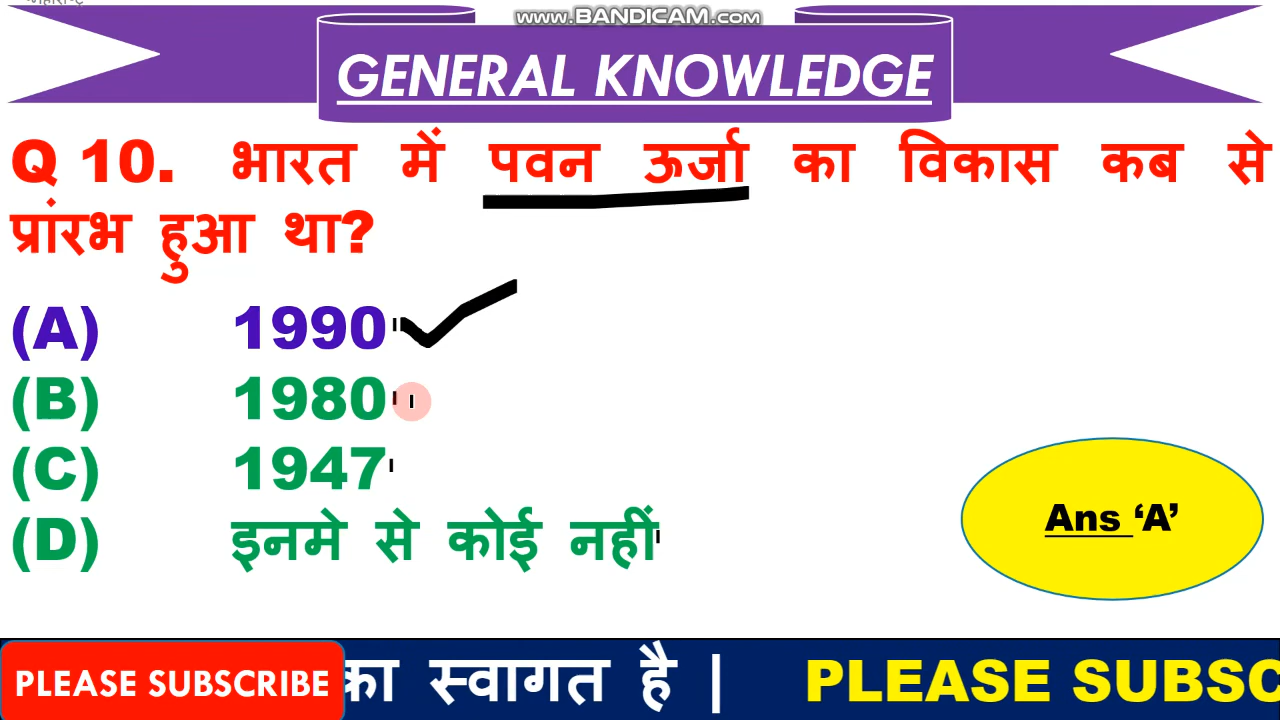 www.BANDICAM.com
GENERAL KNOWLEDGE
Q 10. भारत में पवन ऊर्जा का विकास कब से
प्रांरभ हुआ था?
(A) 1990
(B) 1980
(C) 1947
(D) इनमे से कोई नहीं
Ans ‘A’
PLEASE SUBSCRIBE का स्वागत है | PLEASE SUBSC